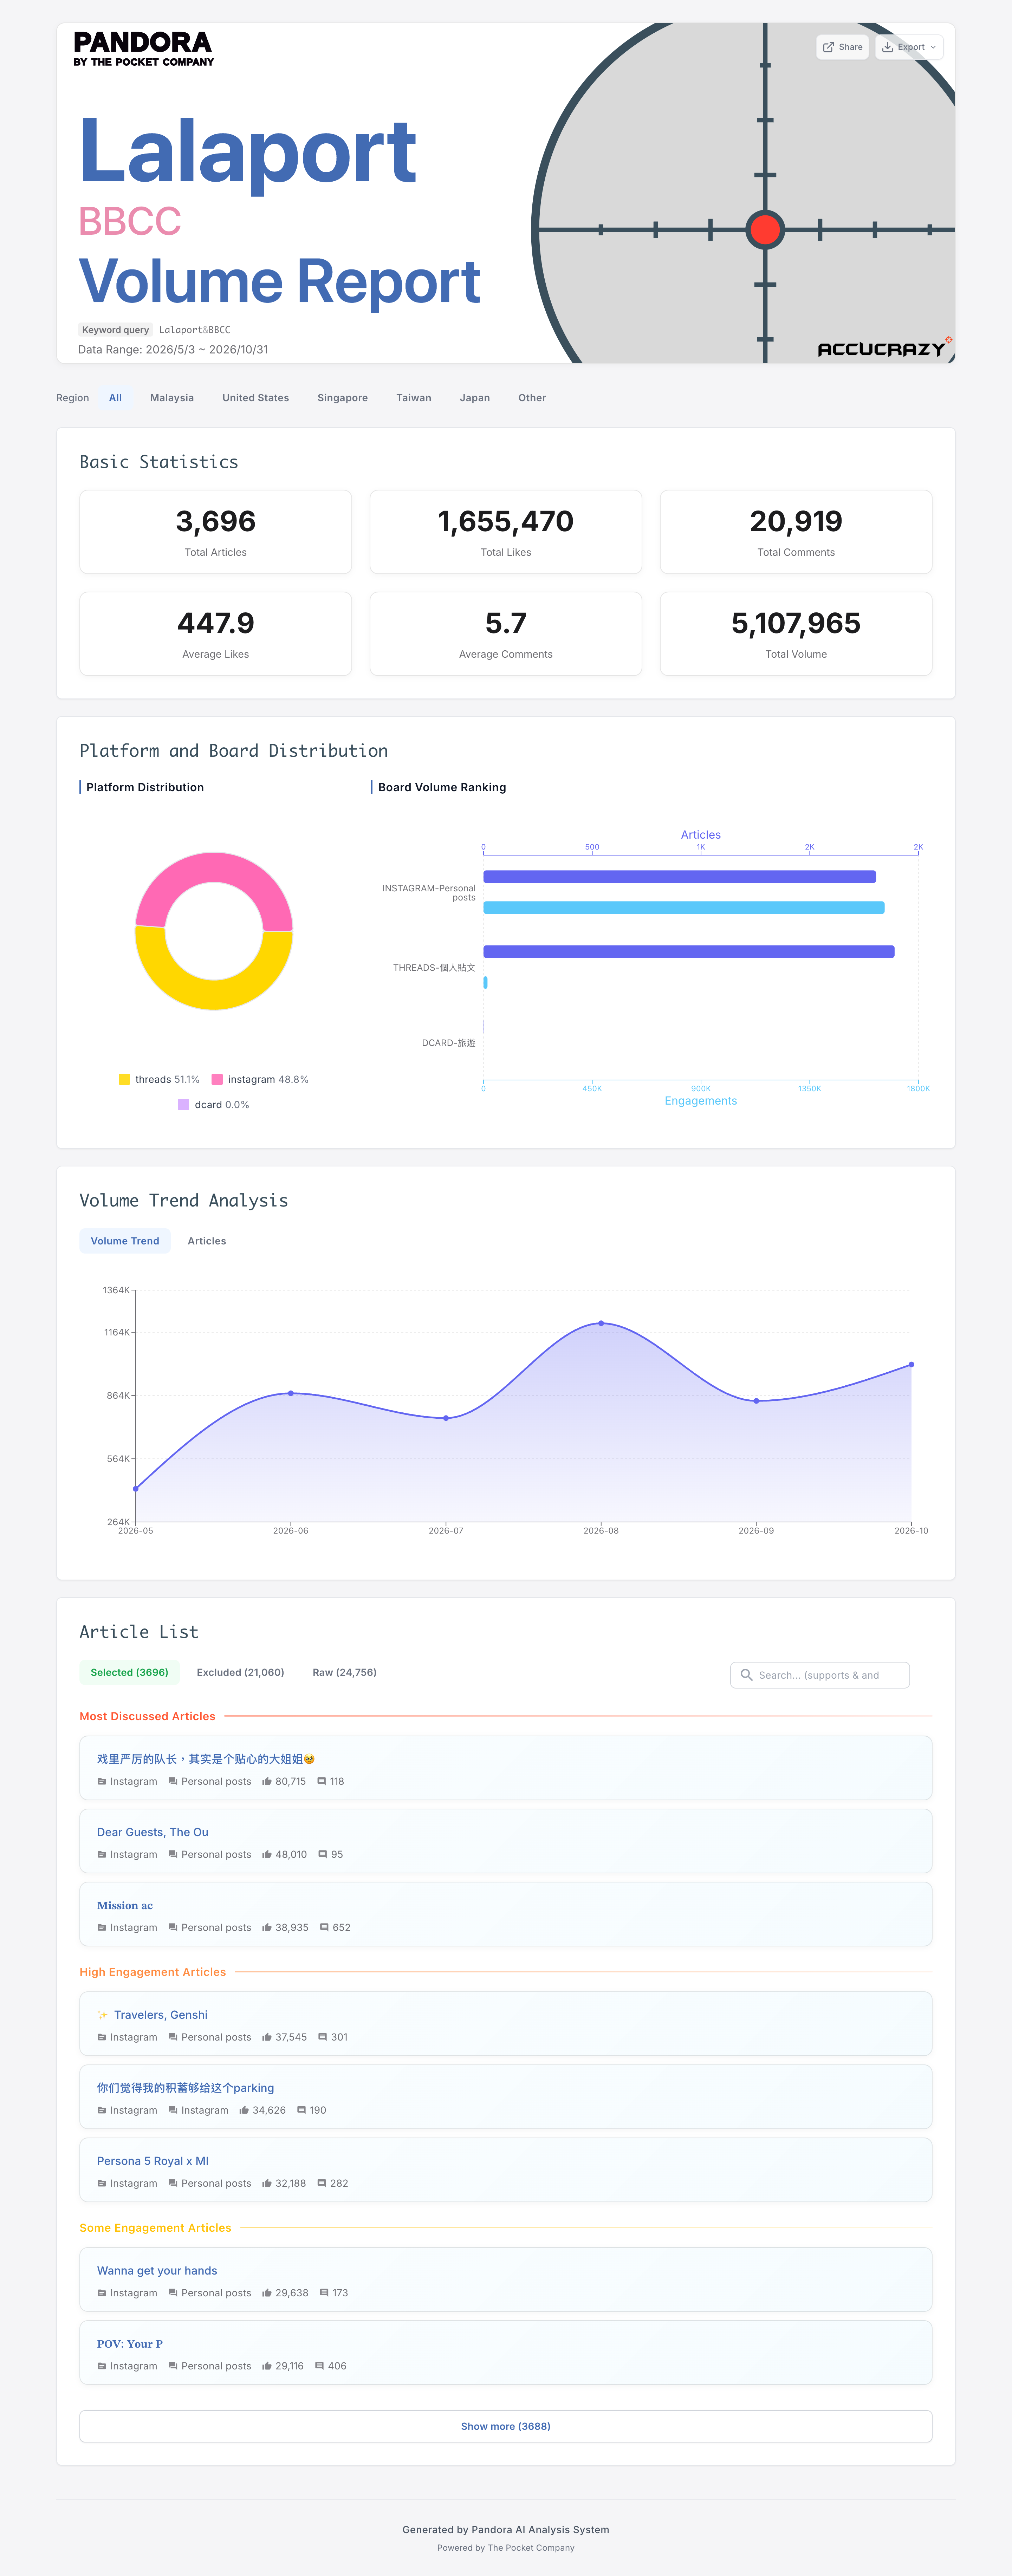 PANDORA
BY THE POCKET COMPANY
Share
Export
Lalaport
BBCC
Volume Report
Keyword query Lalaport&BBCC
Data Range: 2026/5/3 ~ 2026/10/31
ACCUCRAZY
Region All Malaysia United States Singapore Taiwan Japan Other
Basic Statistics
3,696
Total Articles
1,655,470
Total Likes
20,919
Total Comments
447.9
Average Likes
5.7
Average Comments
5,107,965
Total Volume
Platform and Board Distribution
Platform Distribution
threads 51.1% instagram 48.8%
dcard 0.0%
Board Volume Ranking
Articles
0 500 1K 2K 2K
INSTAGRAM-Personal
posts
THREADS-個人貼文
DCARD-旅遊
0 450K 900K 1350K 1800K
Engagements
Volume Trend Analysis
Volume Trend Articles
1364K
1164K
864K
564K
264K
2026-05 2026-06 2026-07 2026-08 2026-09 2026-10
Article List
Selected (3696) Excluded (21,060) Raw (24,756)
Search... (supports & and
Most Discussed Articles
戏里严厉的队长，其实是个贴心的大姐姐🥹
Instagram Personal posts 80,715 118
Dear Guests, The Ou
Instagram Personal posts 48,010 95
𝐌𝐢𝐬𝐬𝐢𝐨𝐧 𝐚𝐜
Instagram Personal posts 38,935 652
High Engagement Articles
✨ Travelers, Genshi
Instagram Personal posts 37,545 301
你们觉得我的积蓄够给这个parking
Instagram Instagram 34,626 190
Persona 5 Royal x MI
Instagram Personal posts 32,188 282
Some Engagement Articles
Wanna get your hands
Instagram Personal posts 29,638 173
𝐏𝐎𝐕: 𝐘𝐨𝐮𝐫 𝐏
Instagram Personal posts 29,116 406
Show more (3688)
Generated by Pandora AI Analysis System
Powered by The Pocket Company